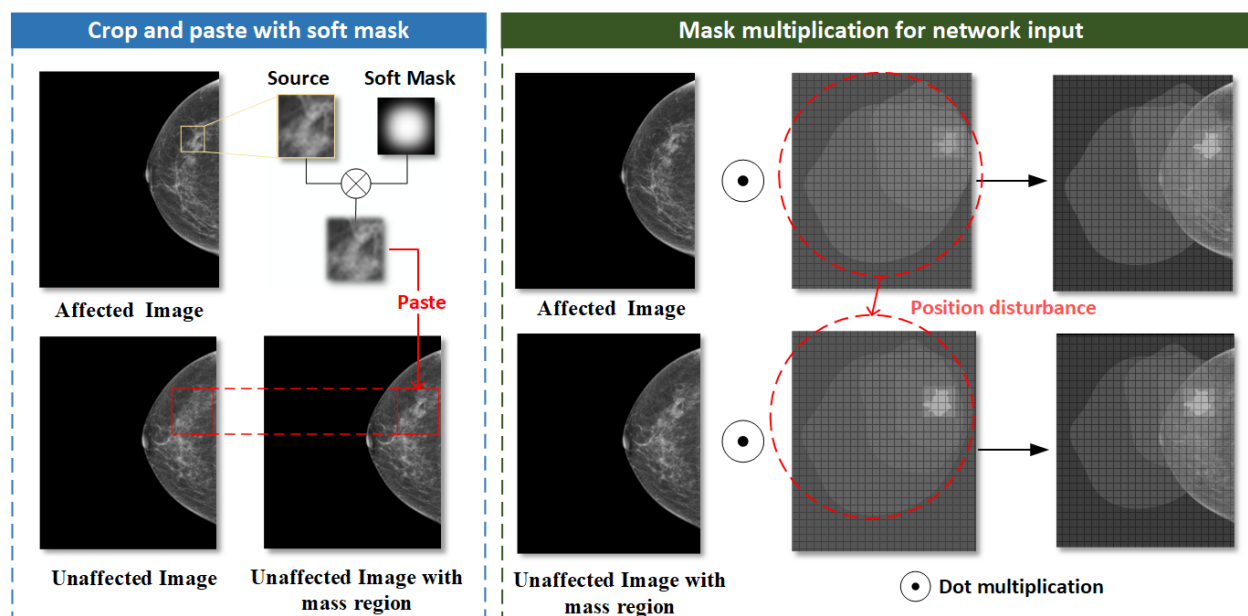 Crop and paste with soft mask
Source
Soft Mask
Paste
Affected Image
Unaffected Image
Unaffected Image with
mass region
Mask multiplication for network input
Affected Image
Position disturbance
Unaffected Image with
mass region
Dot multiplication